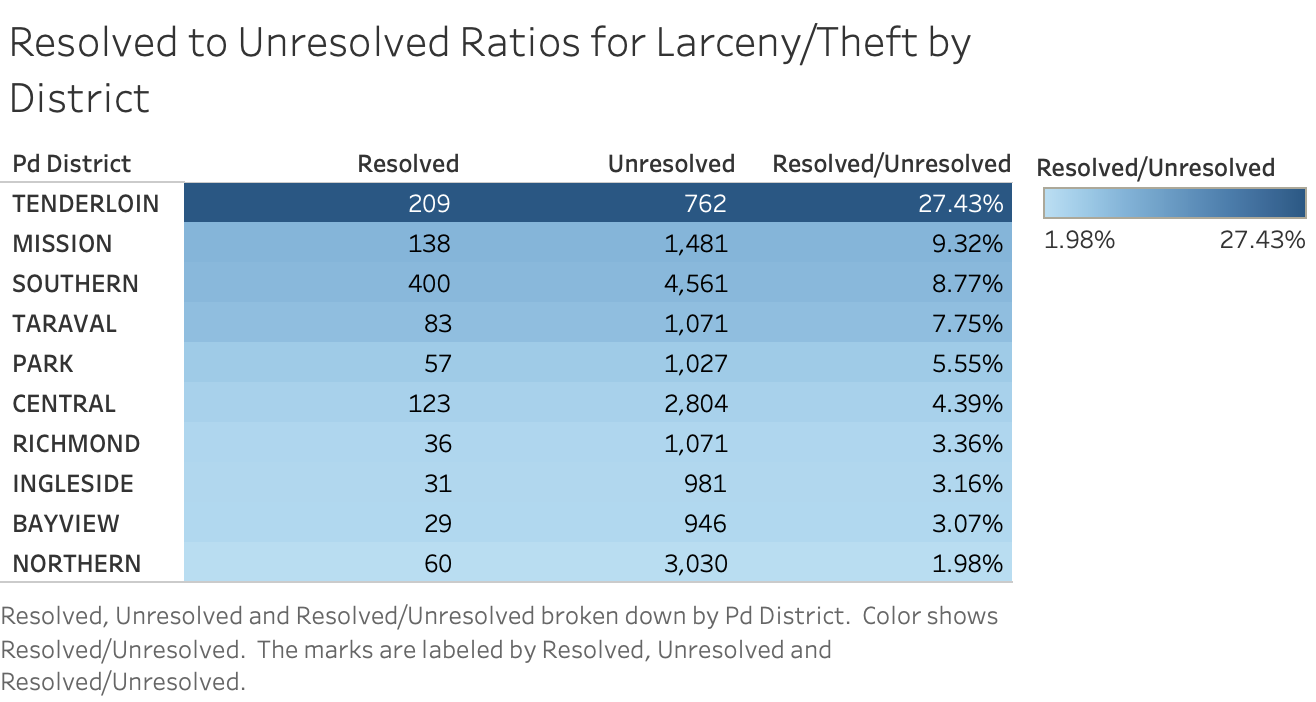 Resolved to Unresolved Ratios for Larceny/Theft by
District
Pd District Resolved Unresolved Resolved/Unresolved
TENDERLOIN 209 762 27.43%
MISSION 138 1,481 9.32%
SOUTHERN 400 4,561 8.77%
TARAVAL 83 1,071 7.75%
PARK 57 1,027 5.55%
CENTRAL 123 2,804 4.39%
RICHMOND 36 1,071 3.36%
INGLESIDE 31 981 3.16%
BAYVIEW 29 946 3.07%
NORTHERN 60 3,030 1.98%
Resolved/Unresolved
1.98% 27.43%
Resolved, Unresolved and Resolved/Unresolved broken down by Pd District.  Color shows
Resolved/Unresolved.  The marks are labeled by Resolved, Unresolved and
Resolved/Unresolved.